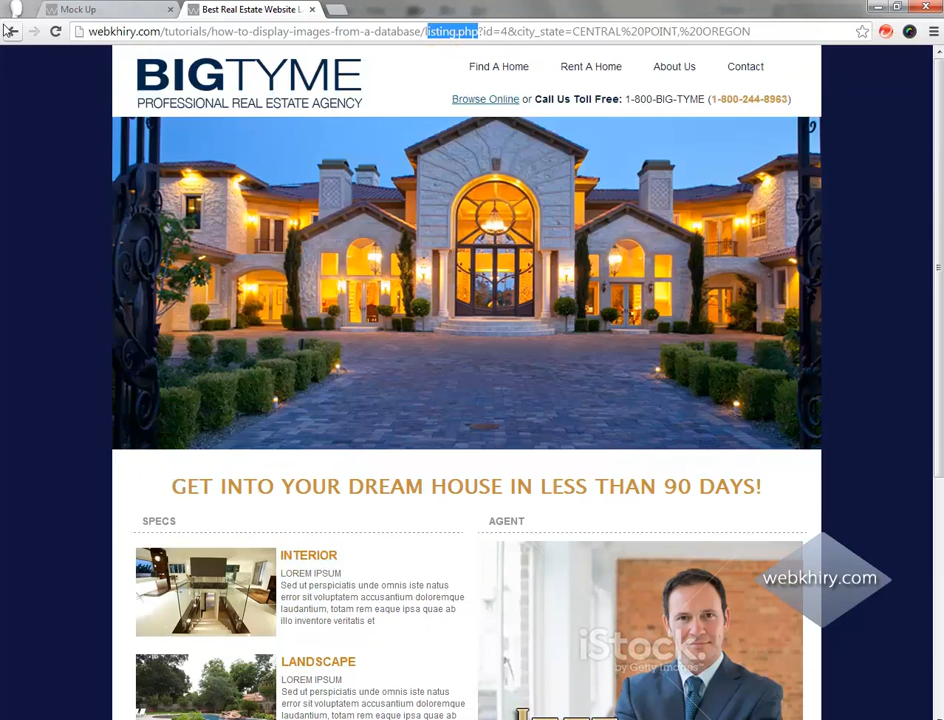 Mock Up
Best Real Estate Website L
webkhiry.com/tutorials/how-to-display-images-from-a-database/listing.php?id=4&city_state=CENTRAL%20POINT,%20OREGON
BIGTYME
PROFESSIONAL REAL ESTATE AGENCY
Find A Home Rent A Home About Us Contact
Browse Online or Call Us Toll Free: 1-800-BIG-TYME (1-800-244-8963)
GET INTO YOUR DREAM HOUSE IN LESS THAN 90 DAYS!
SPECS
INTERIOR
LOREM IPSUM
Sed ut perspiciatis unde omnis iste natus
error sit voluptatem accusantium doloremque
laudantium, totam rem eaque ipsa quae ab
illo inventore veritatis et
LANDSCAPE
LOREM IPSUM
Sed ut perspiciatis unde omnis iste natus
error sit voluptatem accusantium doloremque
laudantium, totam rem eaque ipsa quae ab
AGENT
iStock.
by Getty Images™
webkhiry.com